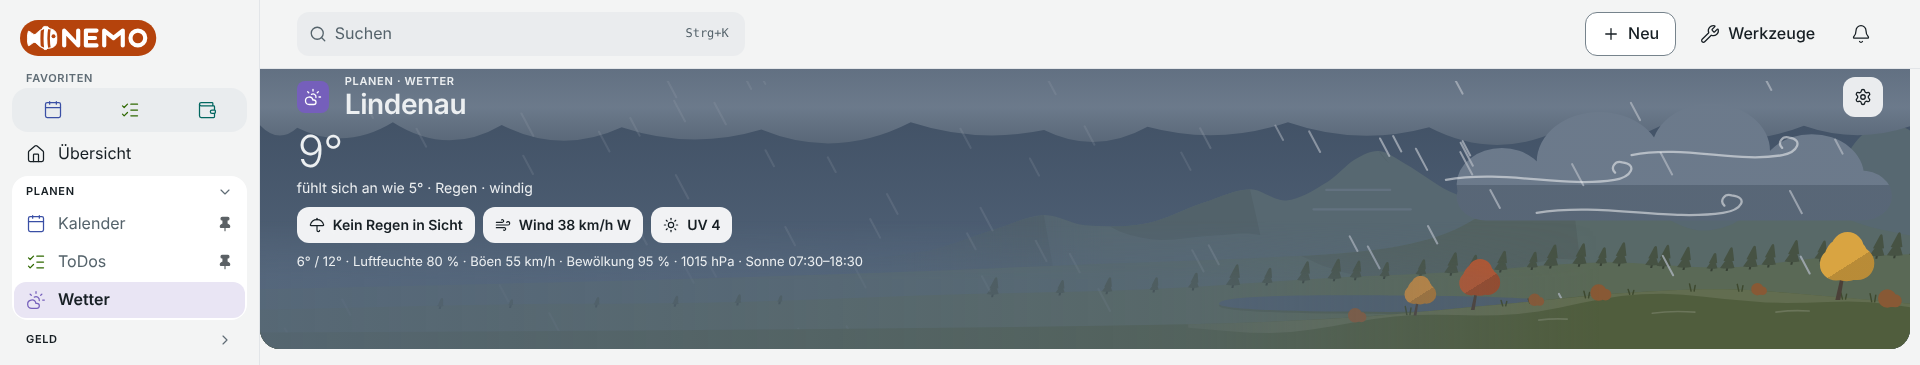 NEMO
FAVORITEN
Übersicht
PLANEN
Kalender
ToDos
Wetter
GELD
Suchen
Strg+K
Neu
Werkzeuge
PLANEN · WETTER
Lindenau
9°
fühlt sich an wie 5° · Regen · windig
Kein Regen in Sicht
Wind 38 km/h W
UV 4
6° / 12° · Luftfeuchte 80 % · Böen 55 km/h · Bewölkung 95 % · 1015 hPa · Sonne 07:30–18:30